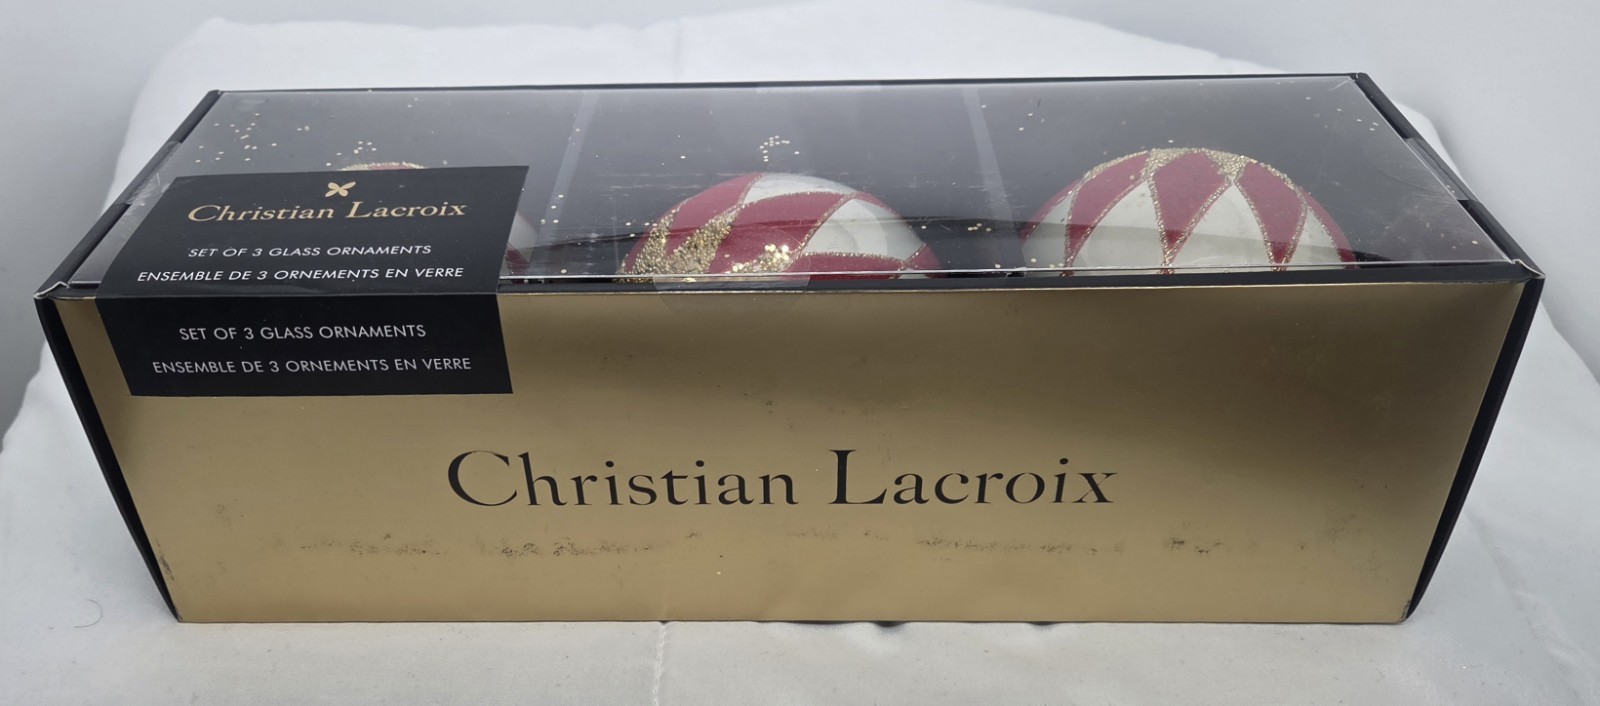 Christian Lacroix
SET OF 3 GLASS ORNAMENTS
ENSEMBLE DE 3 ORNEMENTS EN VERRE
SET OF 3 GLASS ORNAMENTS
ENSEMBLE DE 3 ORNEMENTS EN VERRE
Christian Lacroix